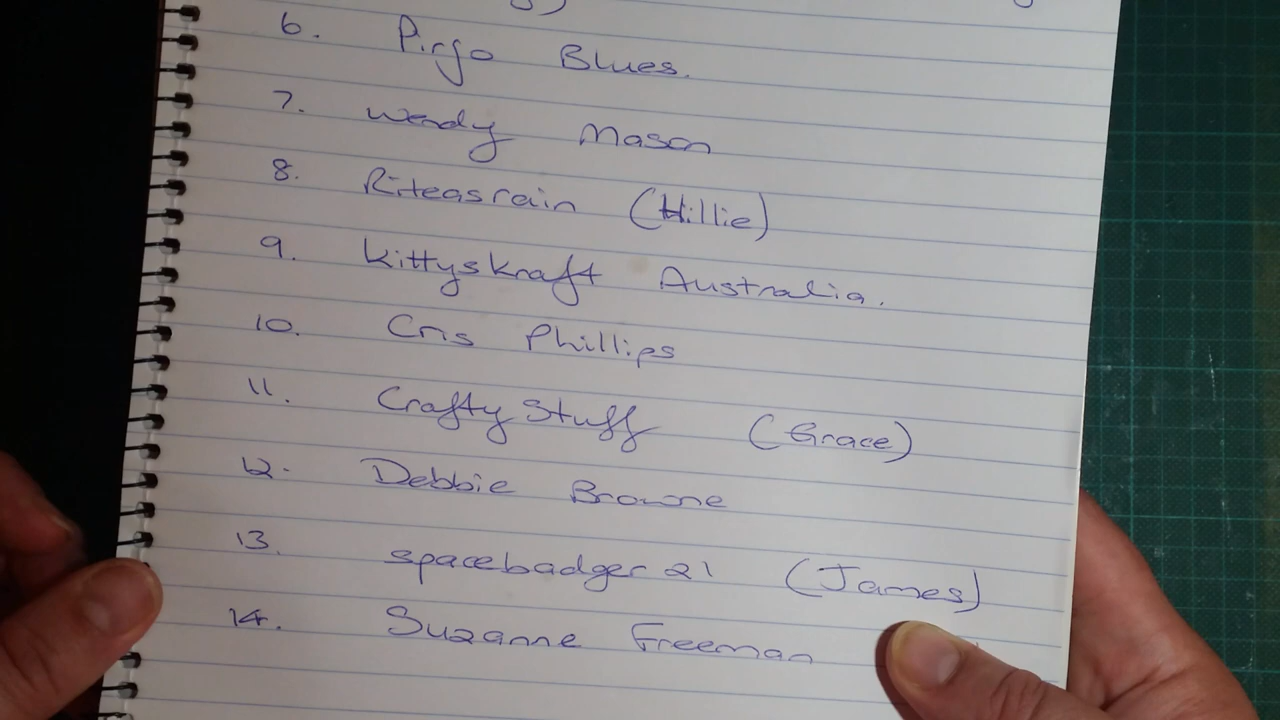 6. Pirjo Blues.
7. Wendy Mason
8. Riteasrain (Hillie)
9. Kittyskraft Australia.
10. Cris Phillips
11. Crafty Stuff (Grace)
12. Debbie Browne
13. spacebadger21 (James)
14. Suzanne Freeman